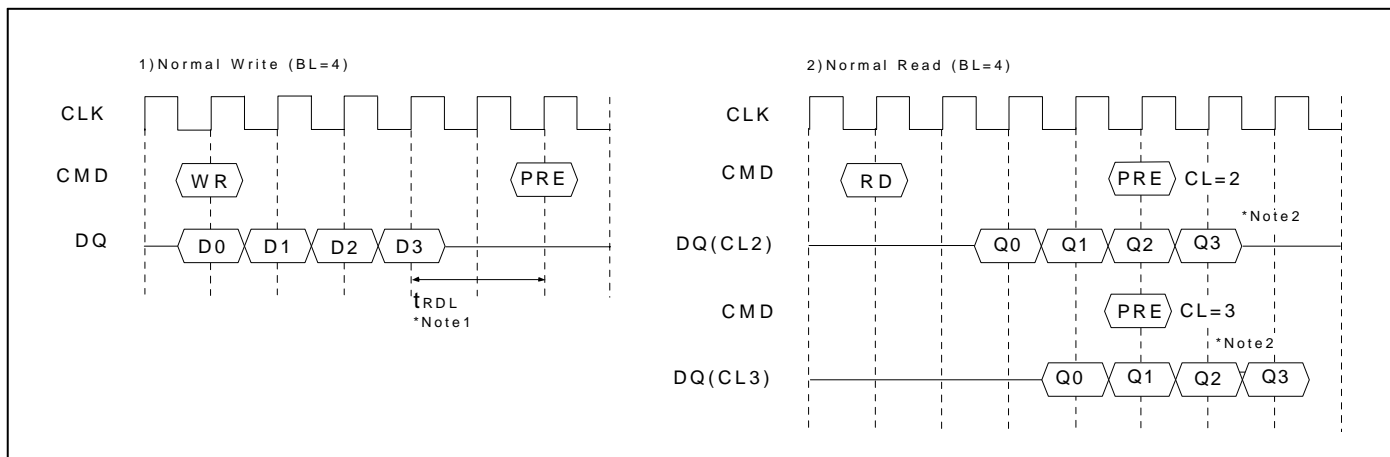 1)Normal Write (BL=4)
CLK
CMD WR PRE
DQ D0 D1 D2 D3
tRDL
*Note1
2)Normal Read (BL=4)
CLK
CMD RD PRE CL=2
*Note2
DQ(CL2) Q0 Q1 Q2 Q3
CMD PRE CL=3
*Note2
DQ(CL3) Q0 Q1 Q2 Q3